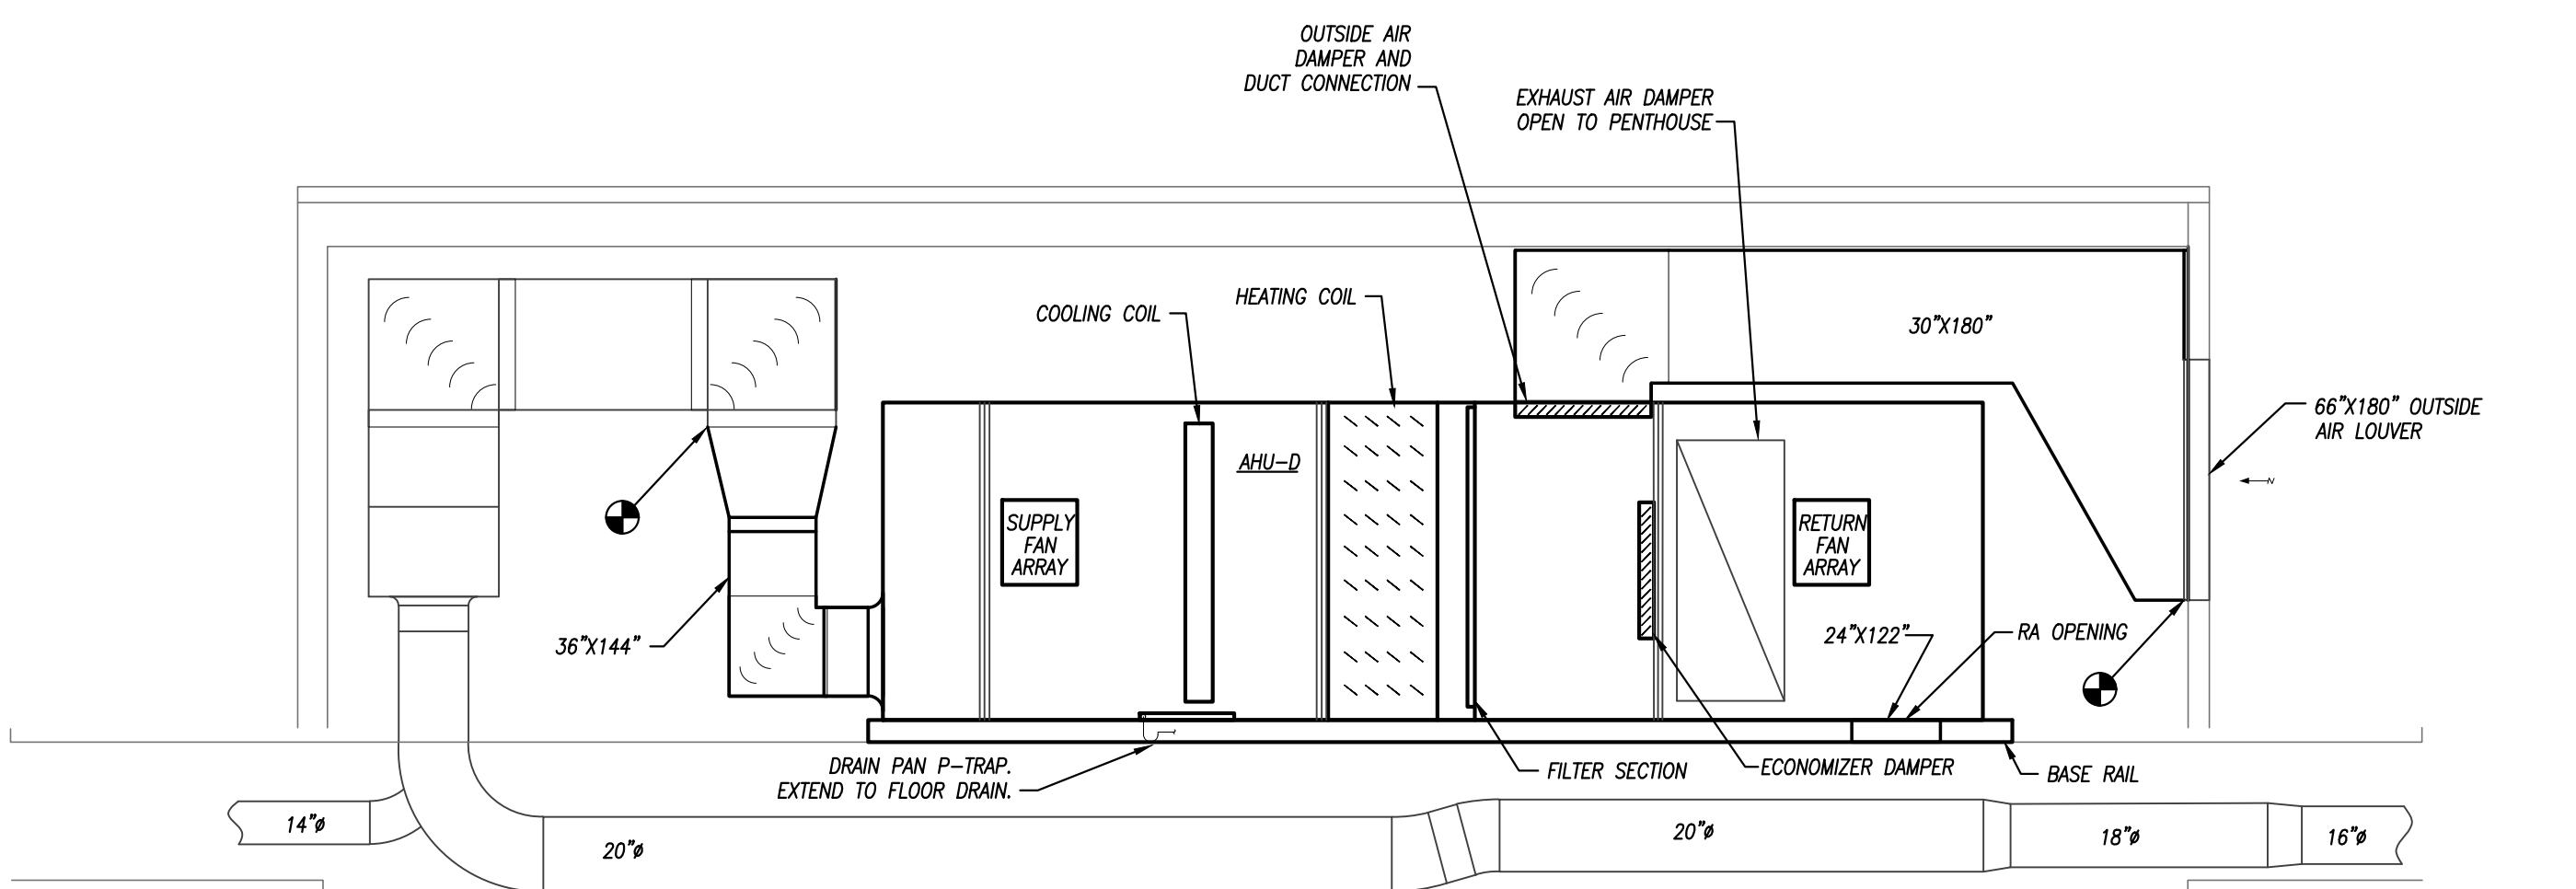 OUTSIDE AIR
DAMPER AND
DUCT CONNECTION
EXHAUST AIR DAMPER
OPEN TO PENTHOUSE
COOLING COIL
HEATING COIL
30"X180"
66"X180" OUTSIDE
AIR LOUVER
AHU-D
SUPPLY
FAN
ARRAY
RETURN
FAN
ARRAY
36"X144"
24"X122"
RA OPENING
DRAIN PAN P-TRAP.
EXTEND TO FLOOR DRAIN.
FILTER SECTION
ECONOMIZER DAMPER
BASE RAIL
14"ø
20"ø
20"ø
18"ø
16"ø